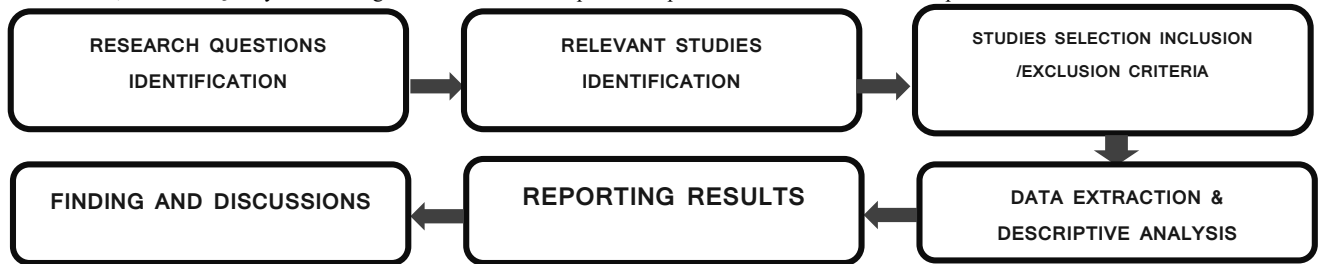 RESEARCH QUESTIONS
IDENTIFICATION
RELEVANT STUDIES
IDENTIFICATION
STUDIES SELECTION INCLUSION
/EXCLUSION CRITERIA
DATA EXTRACTION &
DESCRIPTIVE ANALYSIS
REPORTING RESULTS
FINDING AND DISCUSSIONS